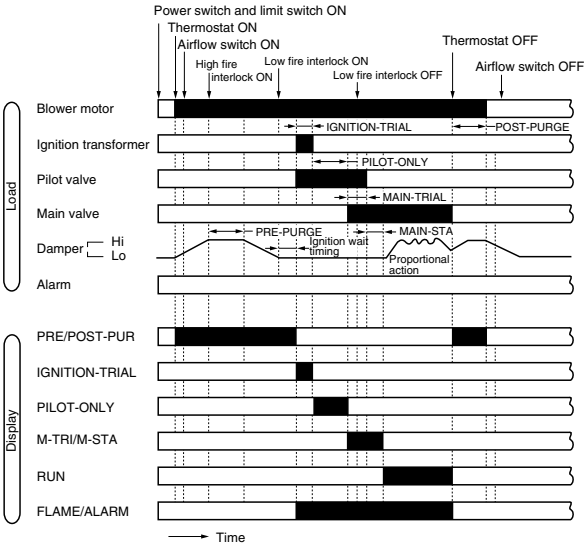 Power switch and limit switch ON
Thermostat ON
Thermostat OFF
Airflow switch ON
High fire
interlock ON
Low fire interlock ON
Low fire interlock OFF
Airflow switch OFF
Load
Blower motor
IGNITION-TRIAL
POST-PURGE
Ignition transformer
PILOT-ONLY
Pilot valve
MAIN-TRIAL
Main valve
PRE-PURGE
MAIN-STA
Damper
Hi
Lo
Ignition wait
timing
Proportional
action
Alarm
Display
PRE/POST-PUR
IGNITION-TRIAL
PILOT-ONLY
M-TRI/M-STA
RUN
FLAME/ALARM
Time